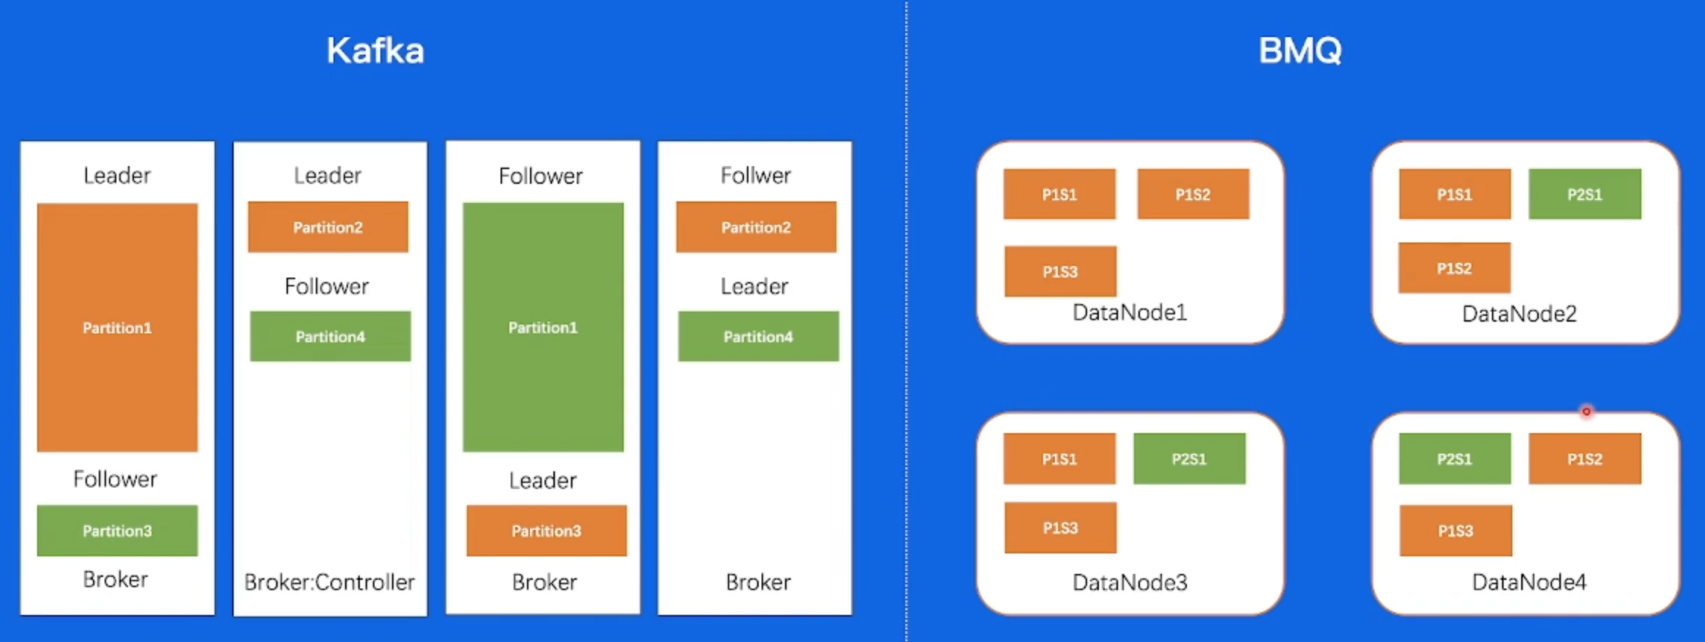 Kafka
Leader
Partition1
Follower
Partition3
Broker
Leader
Partition2
Follower
Partition4
Broker:Controller
Follower
Partition1
Leader
Partition3
Broker
Follwer
Partition2
Leader
Partition4
Broker
BMQ
P1S1 P1S2
P1S3
DataNode1
P1S1 P2S1
P1S2
DataNode2
P1S1 P2S1
P1S3
DataNode3
P2S1 P1S2
P1S3
DataNode4